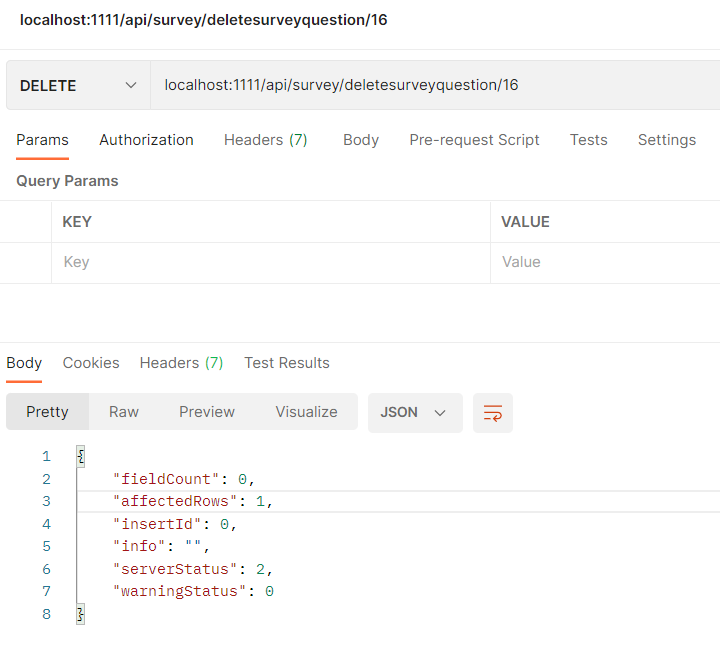 localhost:1111/api/survey/deletesurveyquestion/16
DELETE localhost:1111/api/survey/deletesurveyquestion/16
Params Authorization Headers (7) Body Pre-request Script Tests Settings
Query Params
KEY VALUE
Key Value
Body Cookies Headers (7) Test Results
Pretty Raw Preview Visualize JSON
1 {
2 "fieldCount": 0,
3 "affectedRows": 1,
4 "insertId": 0,
5 "info": "",
6 "serverStatus": 2,
7 "warningStatus": 0
8 }